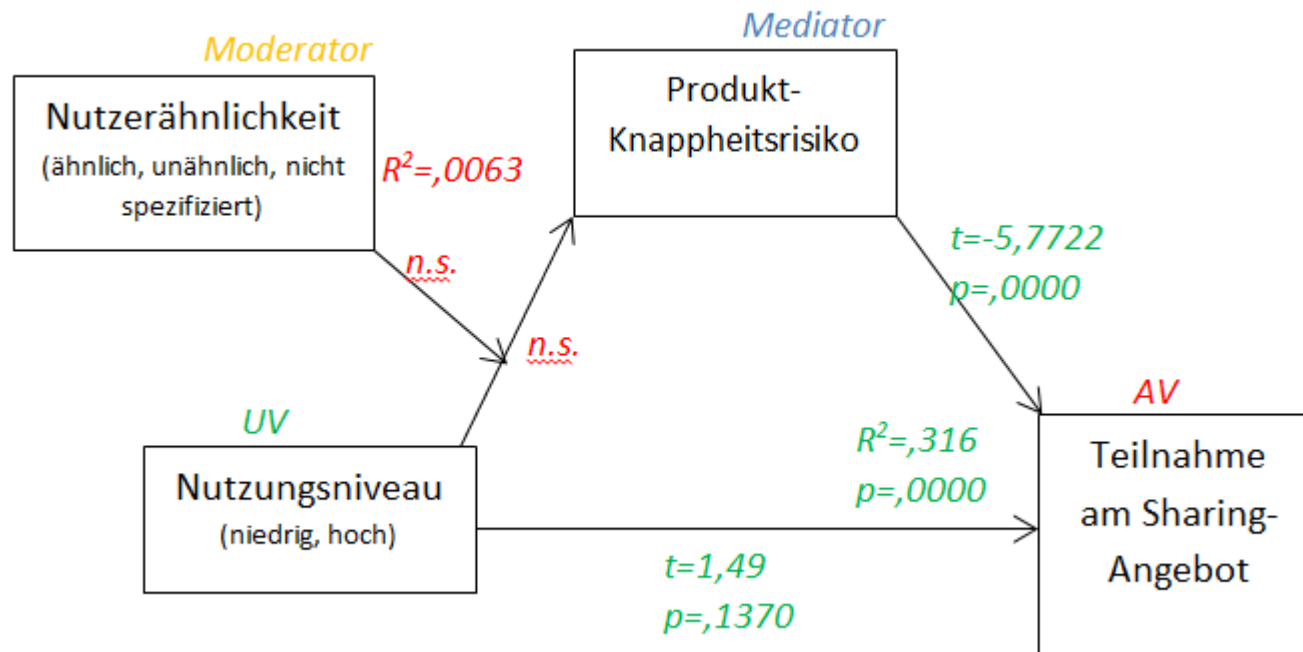 Moderator
Nutzerähnlichkeit
(ähnlich, unähnlich, nicht
spezifiziert)
R²=,0063
Mediator
Produkt-
Knappheitsrisiko
n.s.
n.s.
t=-5,7722
p=,0000
UV
Nutzungsniveau
(niedrig, hoch)
R²=,316
p=,0000
t=1,49
p=,1370
AV
Teilnahme
am Sharing-
Angebot